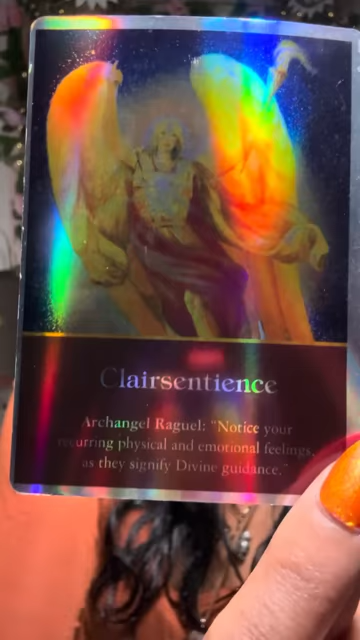 Clairsentience
Archangel Raguel: "Notice your
recurring physical and emotional feelings,
as they signify Divine guidance."